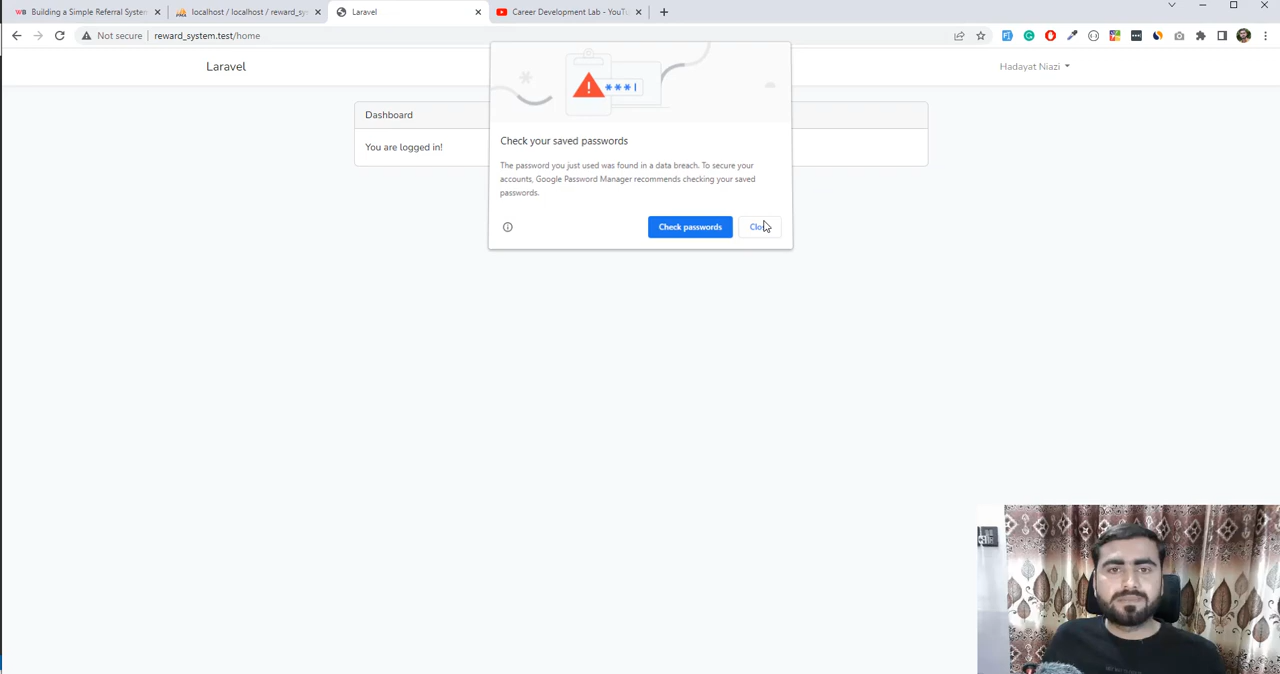 Building a Simple Referral System
localhost / localhost / reward_sy
Laravel
Career Development Lab - YouT
Not secure
reward_system.test/home
Laravel
Hadayat Niazi
***
Check your saved passwords
The password you just used was found in a data breach. To secure your
accounts, Google Password Manager recommends checking your saved
passwords.
Check passwords
Clo
Dashboard
You are logged in!